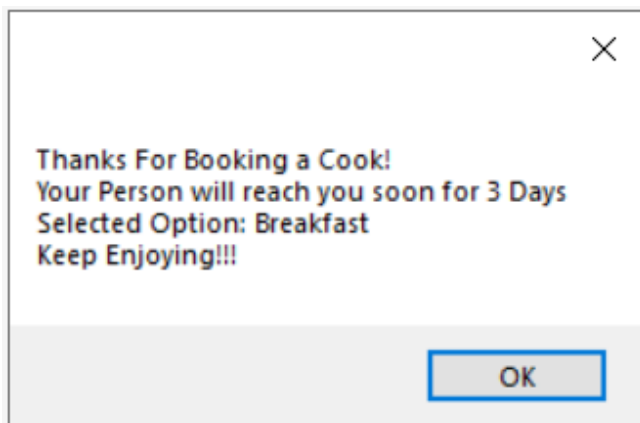 Thanks For Booking a Cook!
Your Person will reach you soon for 3 Days
Selected Option: Breakfast
Keep Enjoying!!!
OK